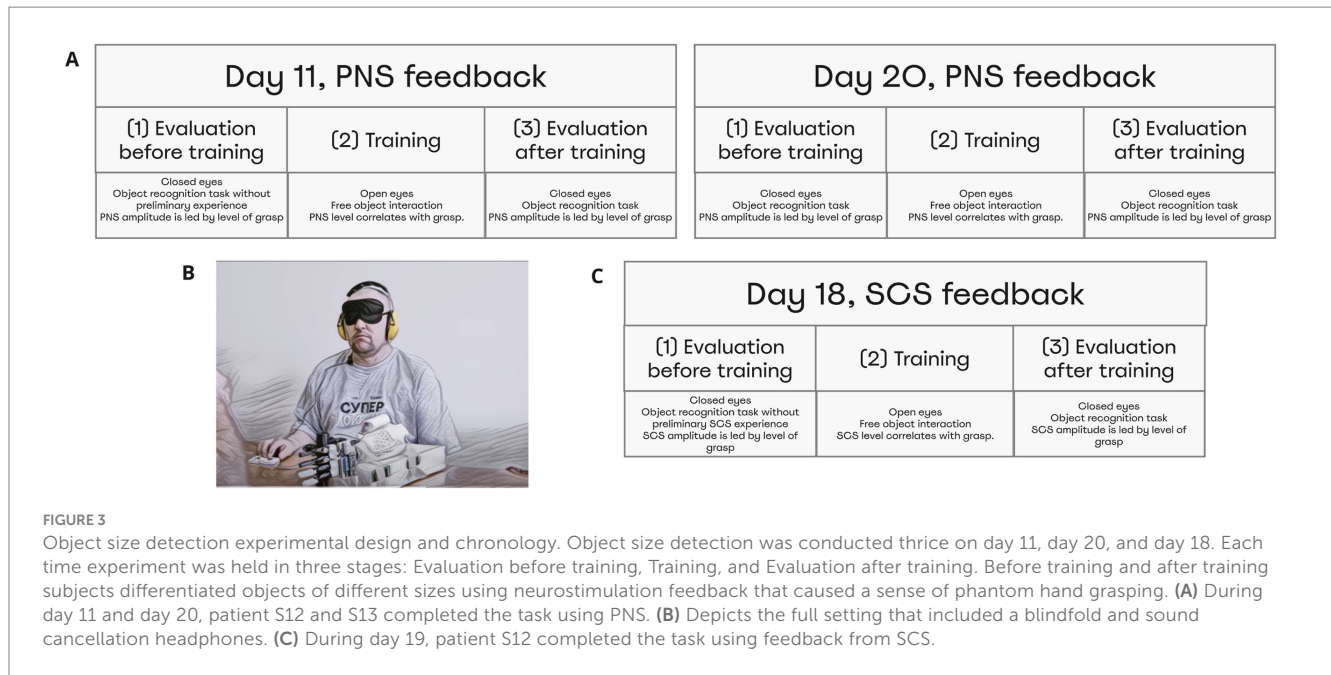 A
Day 11, PNS feedback
(1) Evaluation
before training
(2) Training
(3) Evaluation
after training
Closed eyes
Object recognition task without
preliminary experience
PNS amplitude is led by level of grasp
Open eyes
Free object interaction
PNS level correlates with grasp.
Closed eyes
Object recognition task
PNS amplitude is led by level of grasp
Day 20, PNS feedback
(1) Evaluation
before training
(2) Training
(3) Evaluation
after training
Closed eyes
Object recognition task
PNS amplitude is led by level of grasp
Open eyes
Free object interaction
PNS level correlates with grasp.
Closed eyes
Object recognition task
PNS amplitude is led by level of grasp
B
СУПЕР
C
Day 18, SCS feedback
(1) Evaluation
before training
(2) Training
(3) Evaluation
after training
Closed eyes
Object recognition task without
preliminary SCS experience
SCS amplitude is led by level of
grasp
Open eyes
Free object interaction
SCS level correlates with grasp.
Closed eyes
Object recognition task
SCS amplitude is led by level of
grasp
FIGURE 3
Object size detection experimental design and chronology. Object size detection was conducted thrice on day 11, day 20, and day 18. Each
time experiment was held in three stages: Evaluation before training, Training, and Evaluation after training. Before training and after training
subjects differentiated objects of different sizes using neurostimulation feedback that caused a sense of phantom hand grasping. (A) During
day 11 and day 20, patient S12 and S13 completed the task using PNS. (B) Depicts the full setting that included a blindfold and sound
cancellation headphones. (C) During day 19, patient S12 completed the task using feedback from SCS.